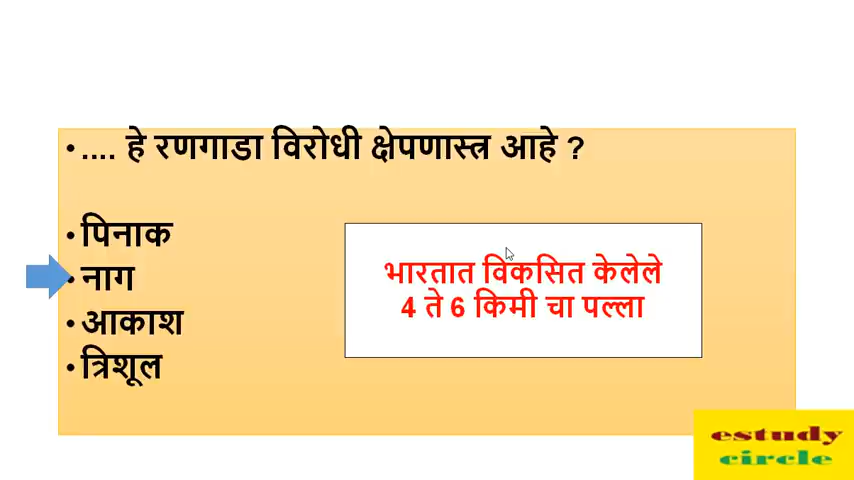 • .... हे रणगाडा विरोधी क्षेपणास्त्र आहे ?
• पिनाक
• नाग
• आकाश
• त्रिशूल
भारतात विकसित केलेले
4 ते 6 किमी चा पल्ला
estudy
circle